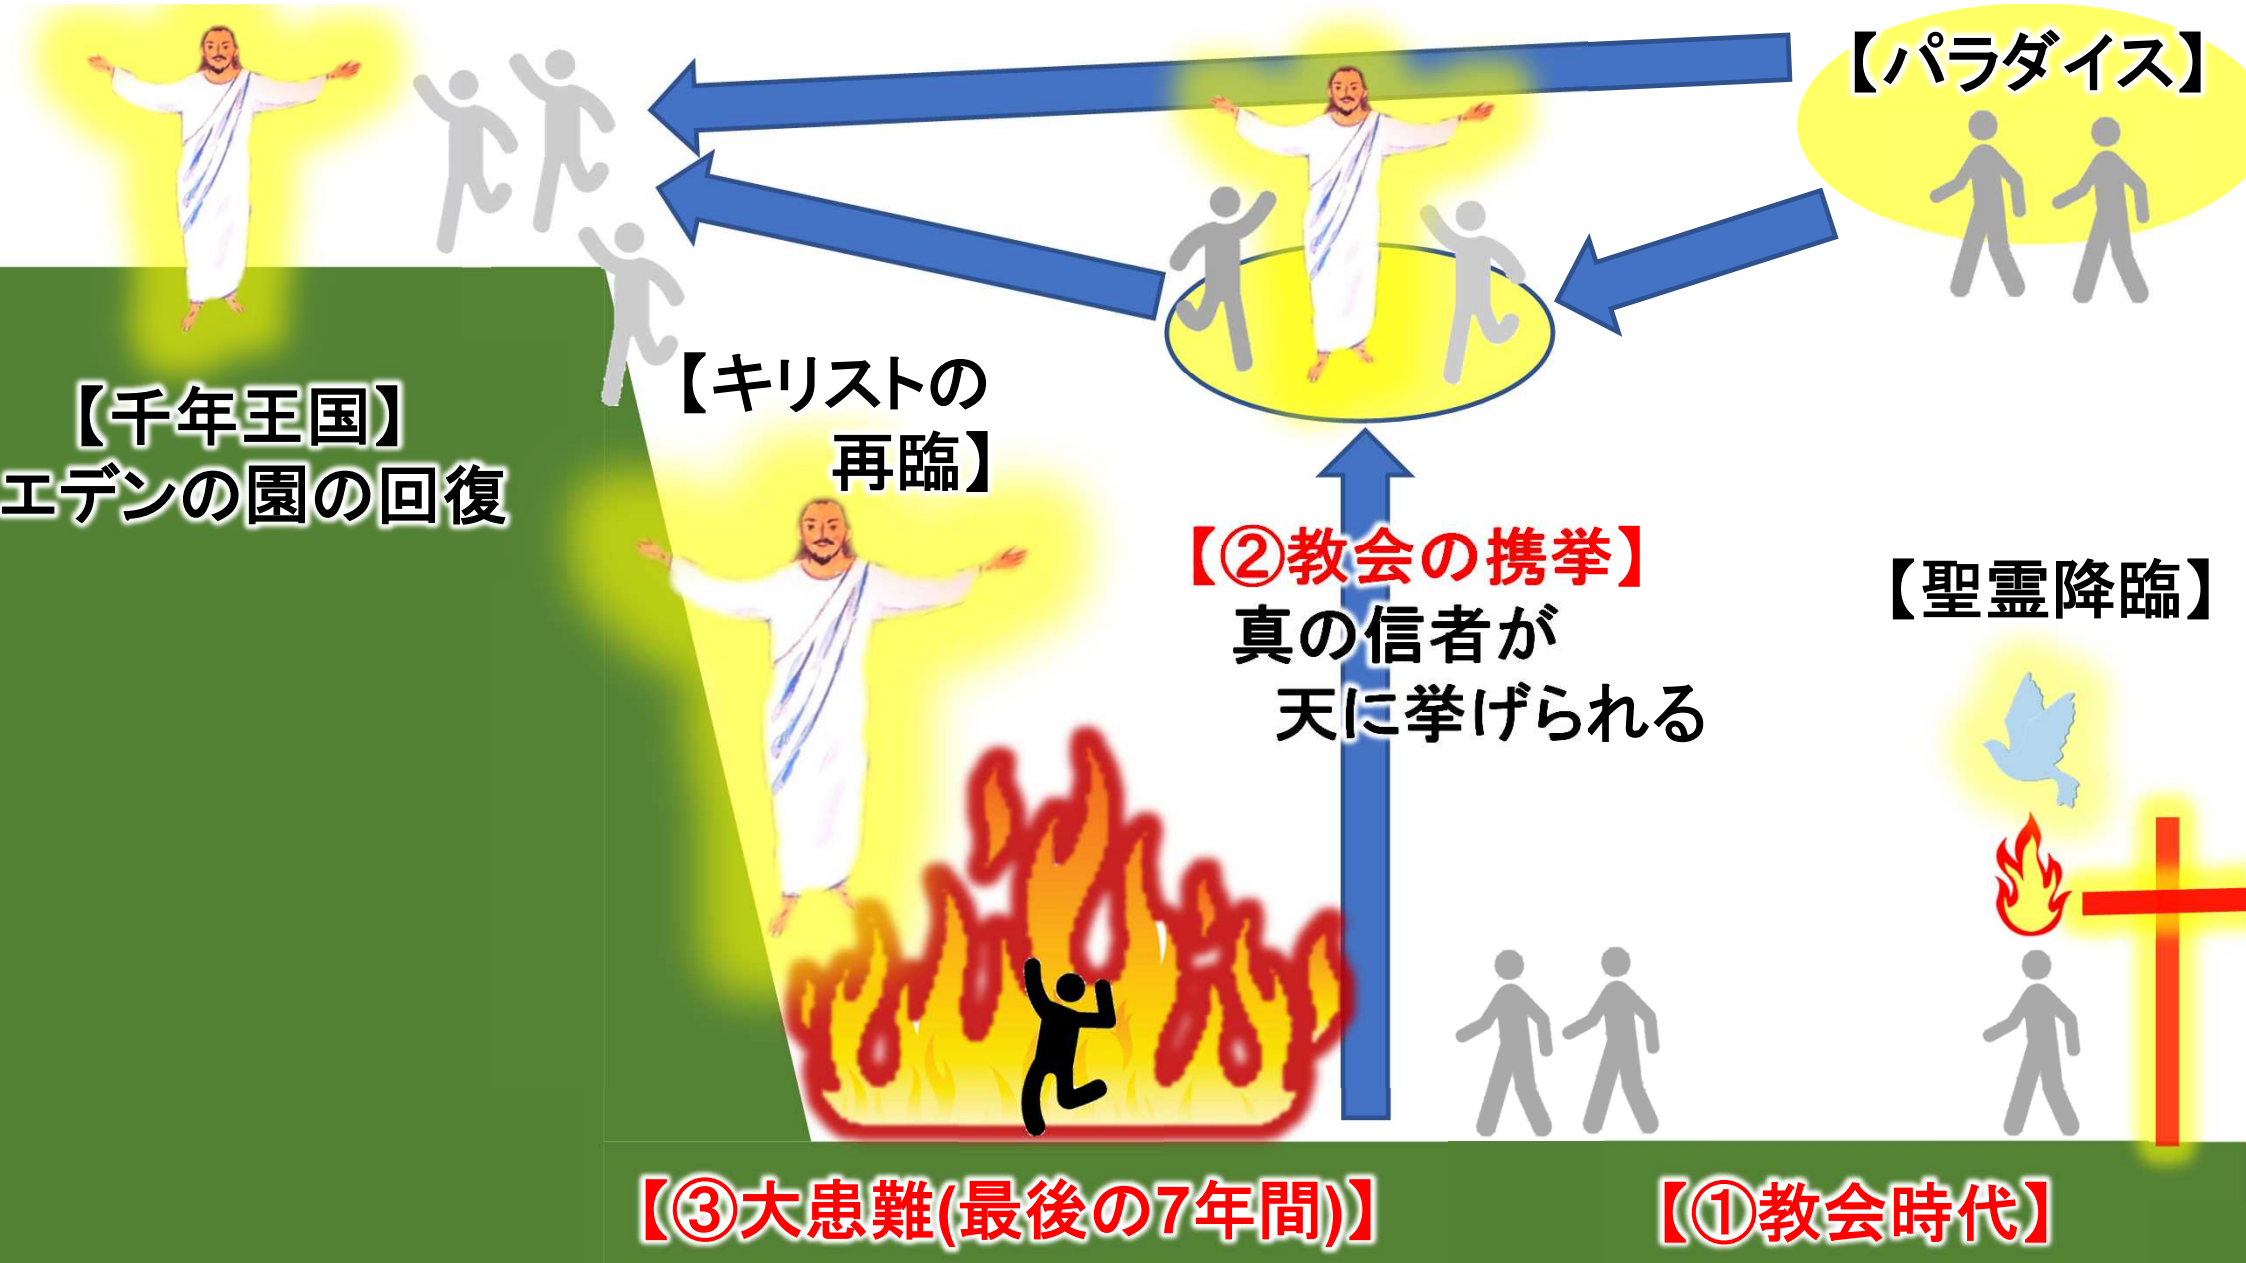 【パラダイス】
【キリストの
再臨】
【千年王国】
エデンの園の回復
【②教会の携挙】
真の信者が
天に挙げられる
【聖霊降臨】
【③大患難(最後の7年間)】
【①教会時代】